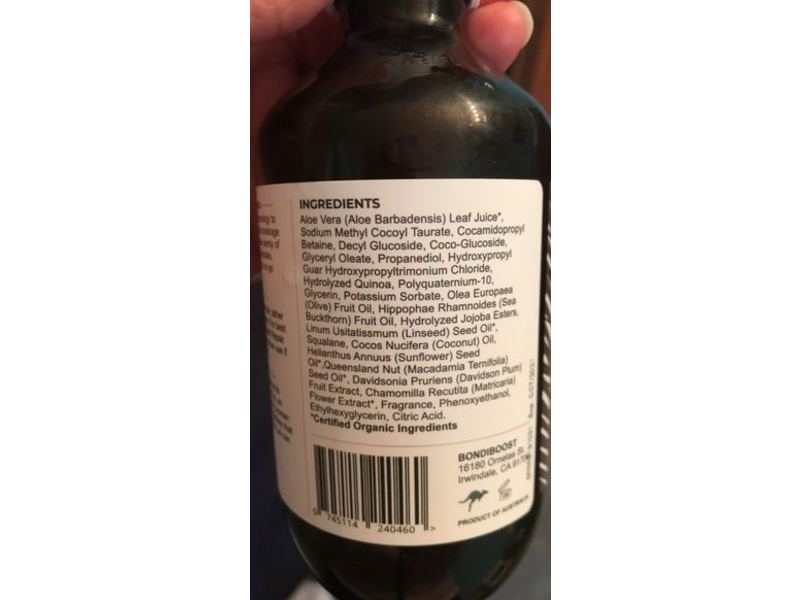 INGREDIENTS
Aloe Vera (Aloe Barbadensis) Leaf Juice*,
Sodium Methyl Cocoyl Taurate, Cocamidopropyl
Betaine, Decyl Glucoside, Coco-Glucoside,
Glyceryl Oleate, Propanediol, Hydroxypropyl
Guar Hydroxypropyltrimonium Chloride,
Hydrolyzed Quinoa, Polyquaternium-10,
Glycerin, Potassium Sorbate, Olea Europaea
(Olive) Fruit Oil, Hippophae Rhamnoides (Sea
Buckthorn) Fruit Oil, Hydrolyzed Jojoba Esters,
Linum Usitatissmum (Linseed) Seed Oil*,
Squalane, Cocos Nucifera (Coconut) Oil,
Helianthus Annuus (Sunflower) Seed
Oil*,Queensland Nut (Macadamia Ternifolia)
Seed Oil*, Davidsonia Pruriens (Davidson Plum)
Fruit Extract, Chamomilla Recutita (Matricaria)
Flower Extract*, Fragrance, Phenoxyethanol,
Ethylhexyglycerin, Citric Acid.
*Certified Organic Ingredients
0 745114 240460 >
BONDIBOOST
16180 Ornelas St
Irwindale, CA
PRODUCT OF AUSTRALIA